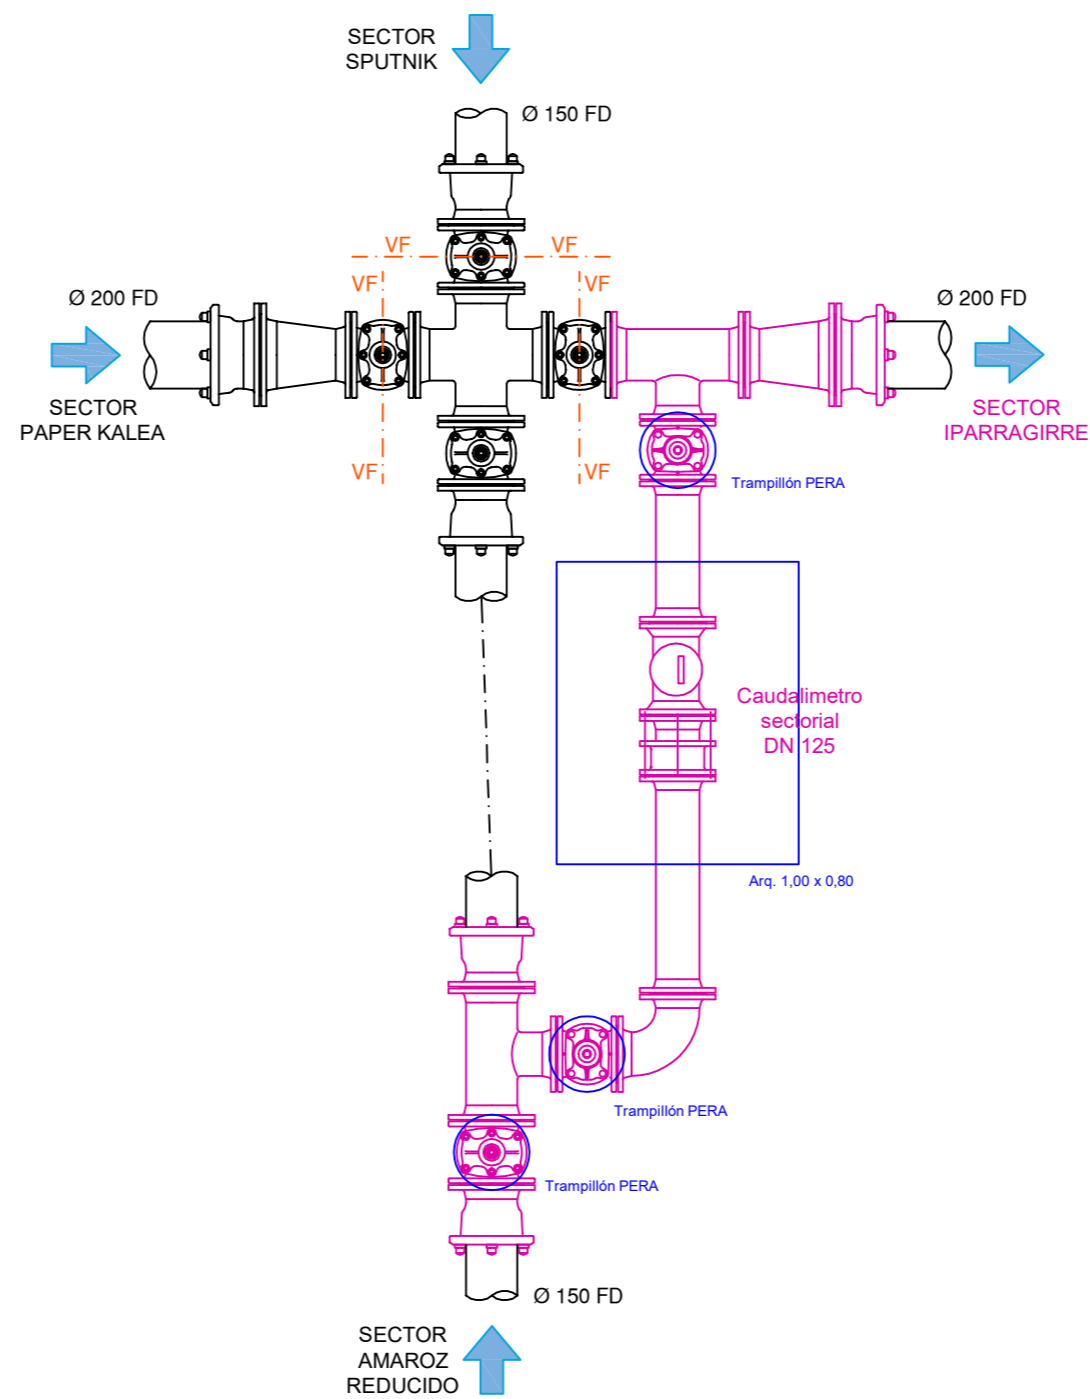 SECTOR
SPUTNIK
Ø 150 FD
VF
VF
VF
VF
Ø 200 FD
Ø 200 FD
SECTOR
PAPER KALEA
SECTOR
IPARRAGIRRE
VF
VF
Trampillón PERA
Caudalimetro
sectorial
DN 125
Arq. 1,00 x 0,80
Trampillón PERA
Trampillón PERA
Ø 150 FD
SECTOR
AMAROZ
REDUCIDO